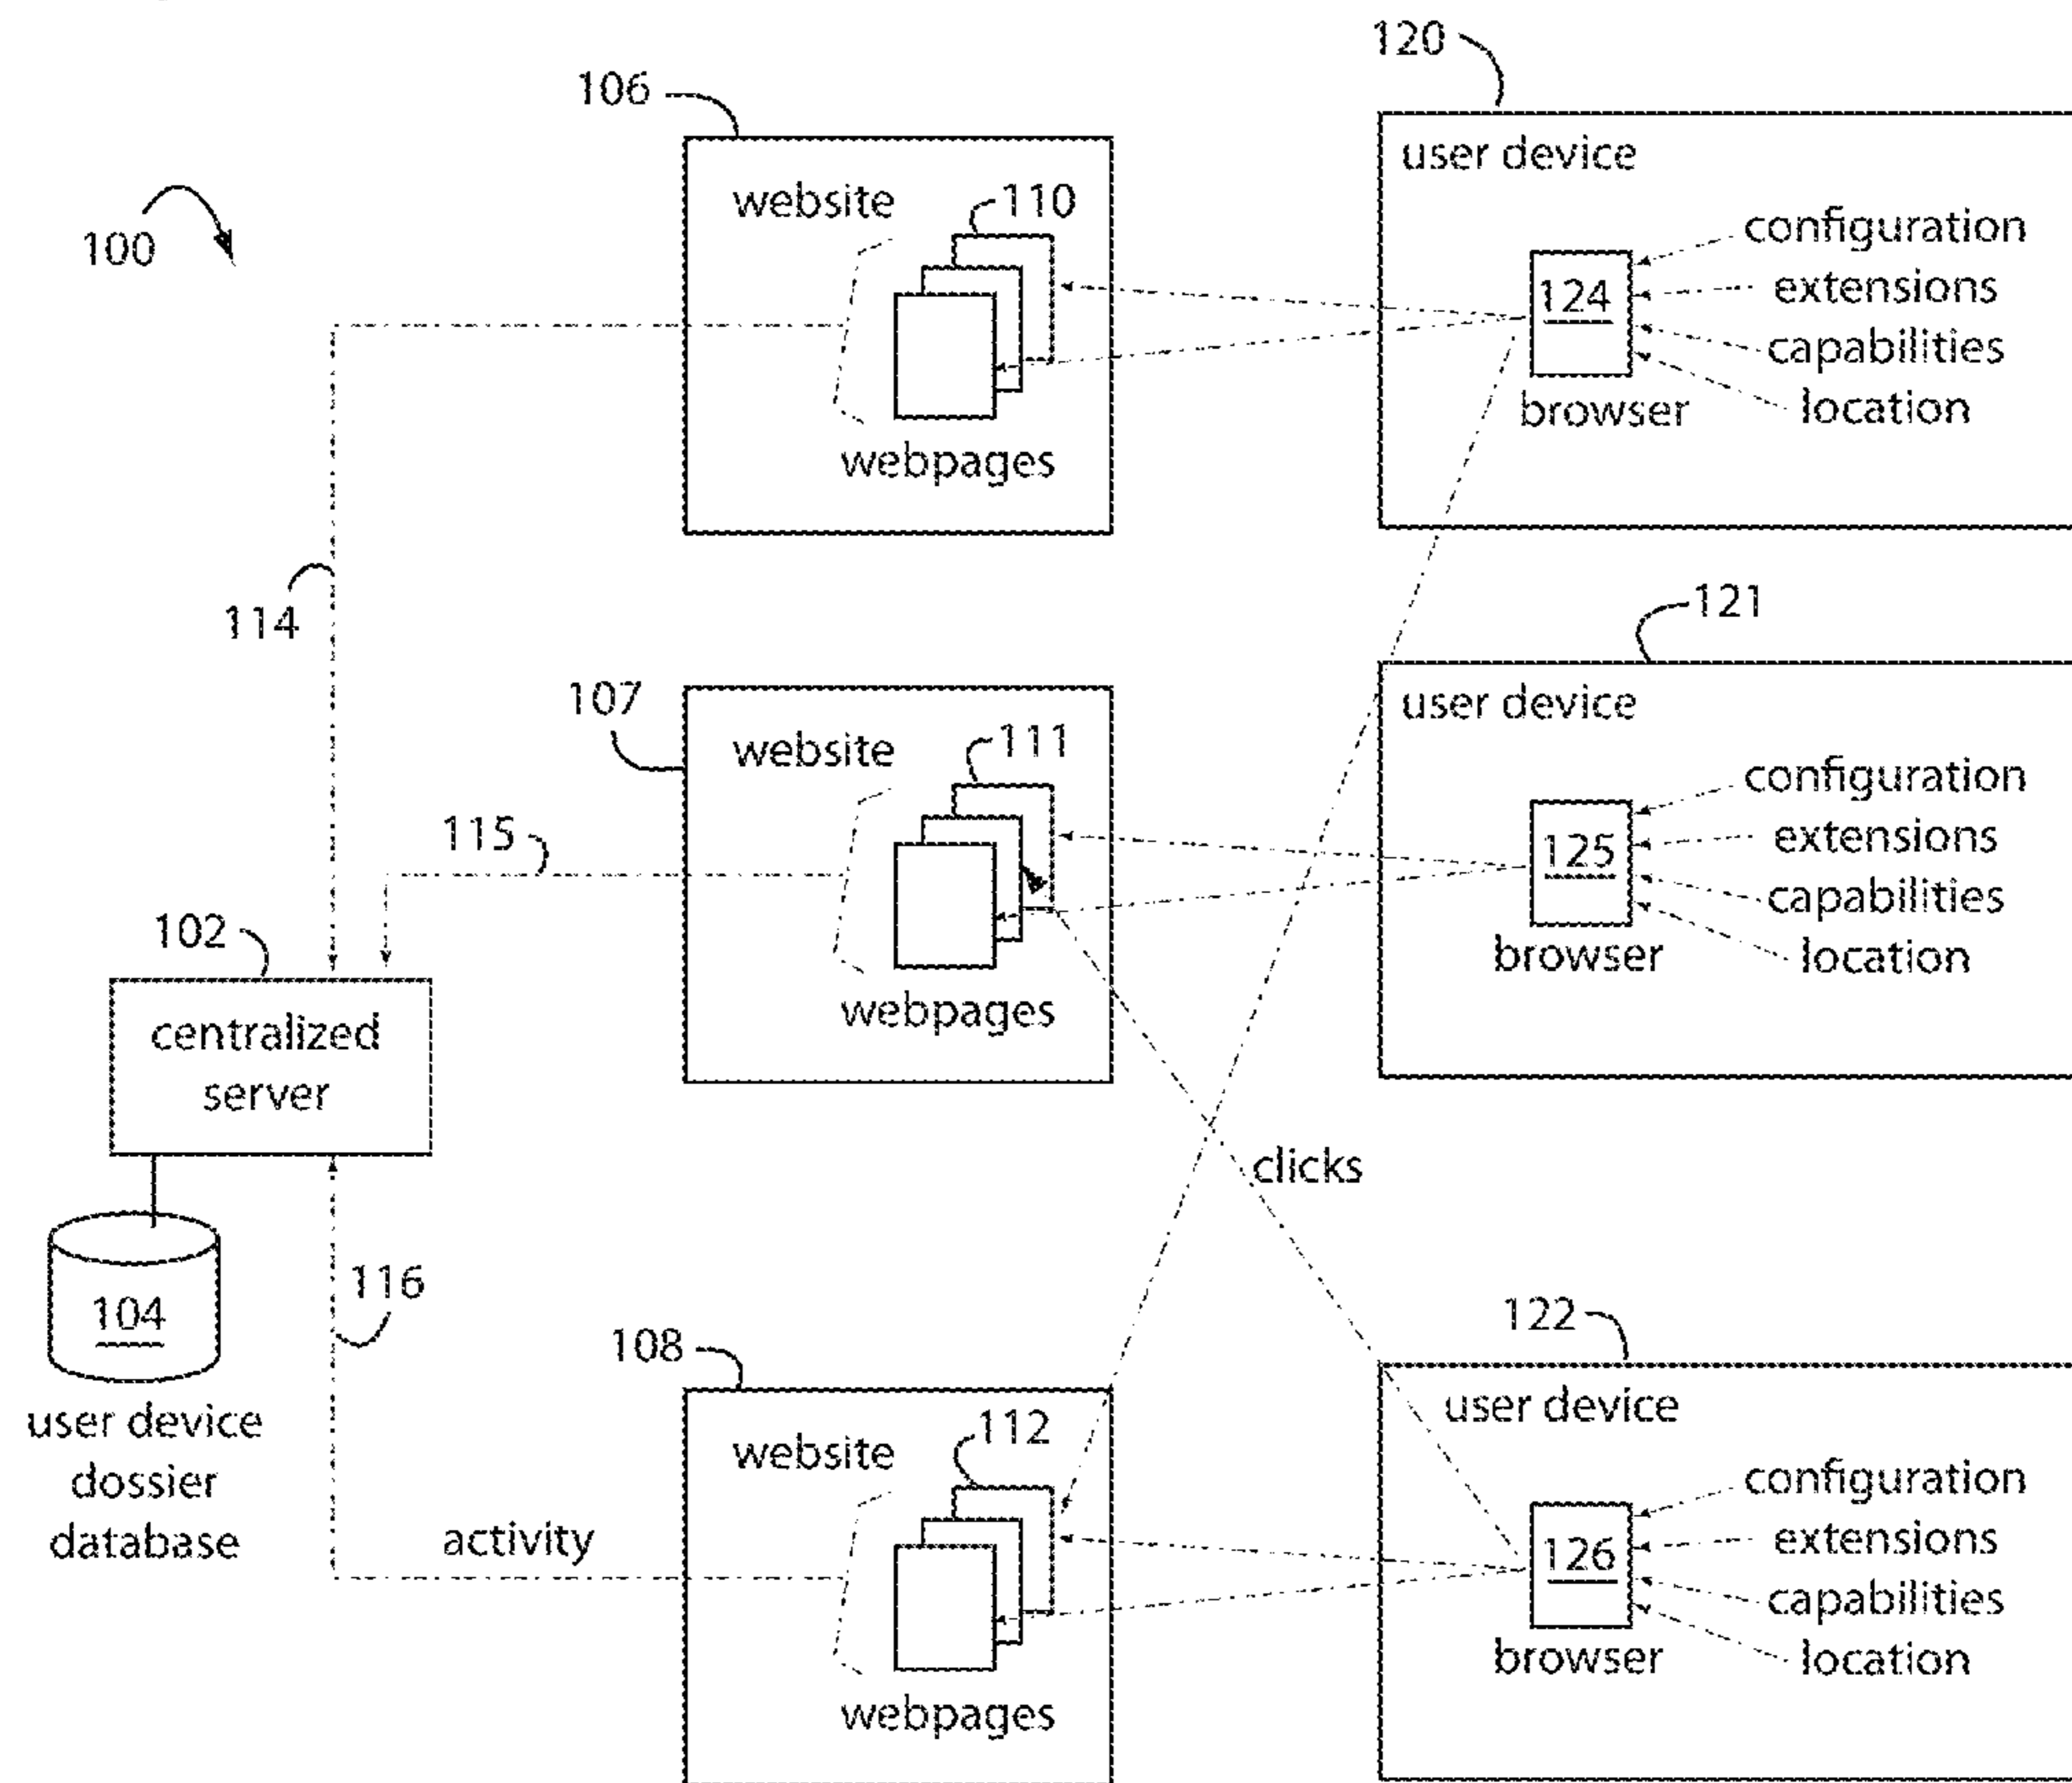 120
106
user device
website
110
configuration
100
124
extensions
capabilities
browser
location
webpages
114
121
107
user device
website
111
configuration
115
125
extensions
capabilities
102
browser
location
webpages
centralized
server
clicks
104
116
122
108
user device
dossier
database
user device
website
112
configuration
activity
126
extensions
capabilities
browser
location
webpages